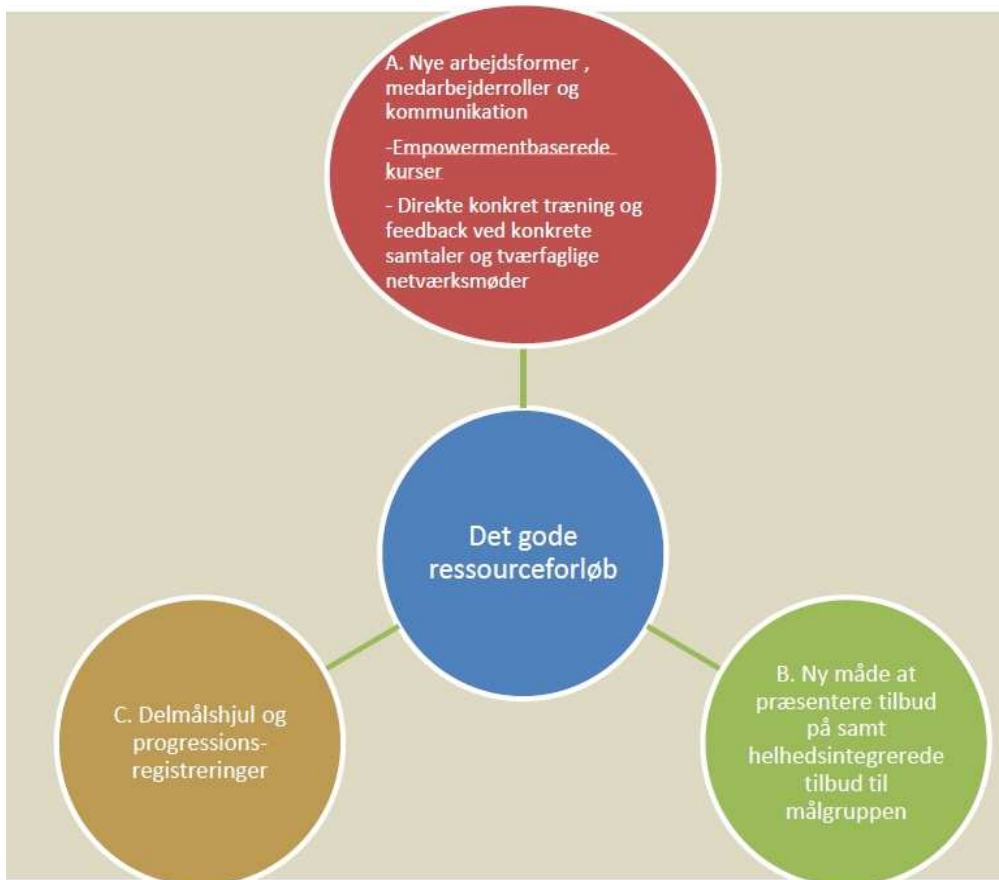 A. Nye arbejdsformer ,
medarbejderroller og
kommunikation
-Empowermentbaserede
kurser
- Direkte konkret træning og
feedback ved konkrete
samtaler og tværfaglige
netværksmøder
Det gode
ressourceforløb
B. Ny måde at
præsentere tilbud
på samt
helhedsintegrerede
tilbud til
målgruppen
C. Delmålshjul og
progressions-
registreringer